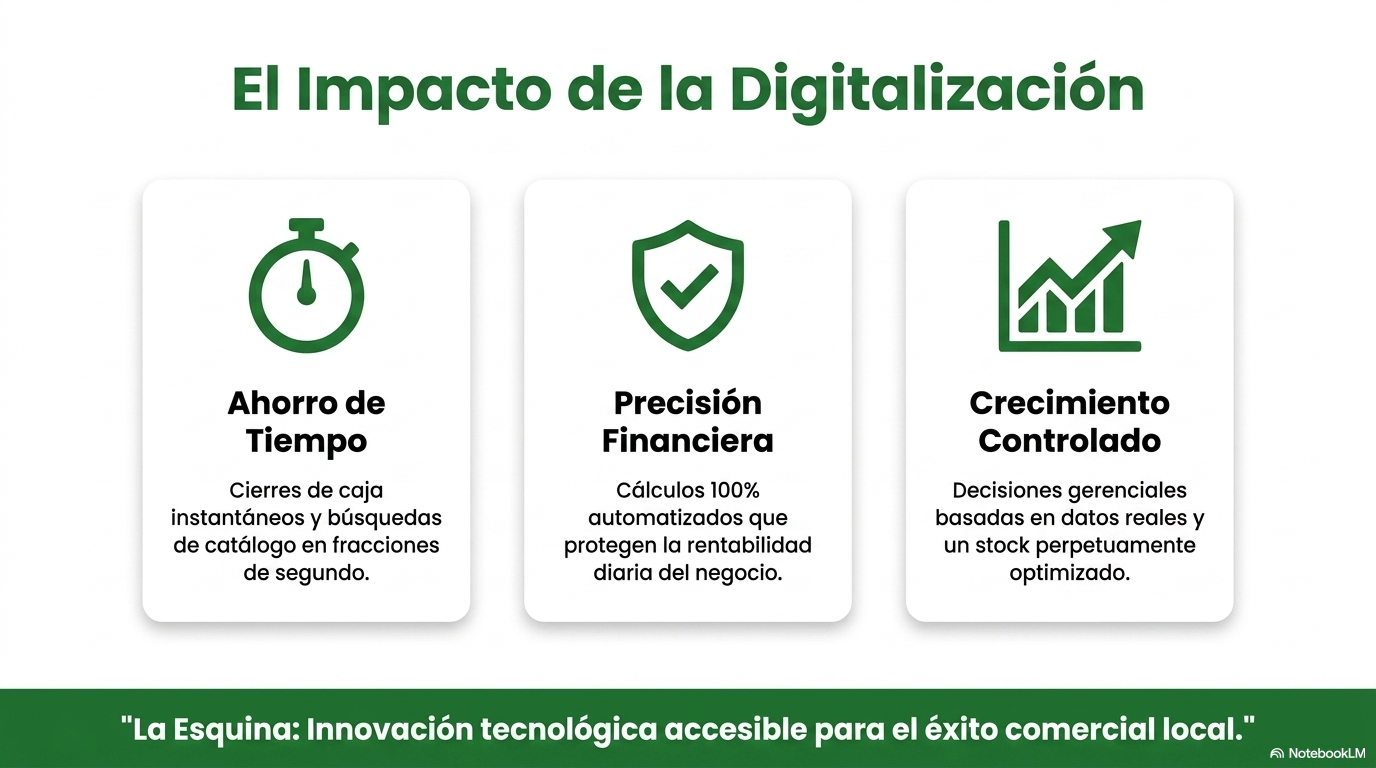 El Impacto de la Digitalización
Ahorro de
Tiempo
Cierres de caja
instantáneos y búsquedas
de catálogo en fracciones
de segundo.
Precisión
Financiera
Cálculos 100%
automatizados que
protegen la rentabilidad
diaria del negocio.
Crecimiento
Controlado
Decisiones gerenciales
basadas en datos reales y
un stock perpetuamente
optimizado.
"La Esquina: Innovación tecnológica accesible para el éxito comercial local."
NotebookLM